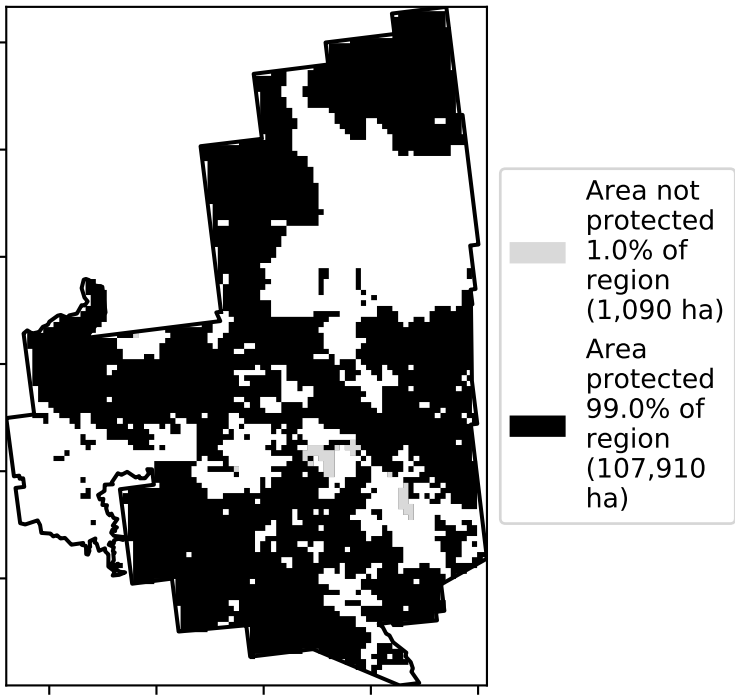 Area not
protected
1.0% of
region
(1,090 ha)
Area
protected
99.0% of
region
(107,910
ha)